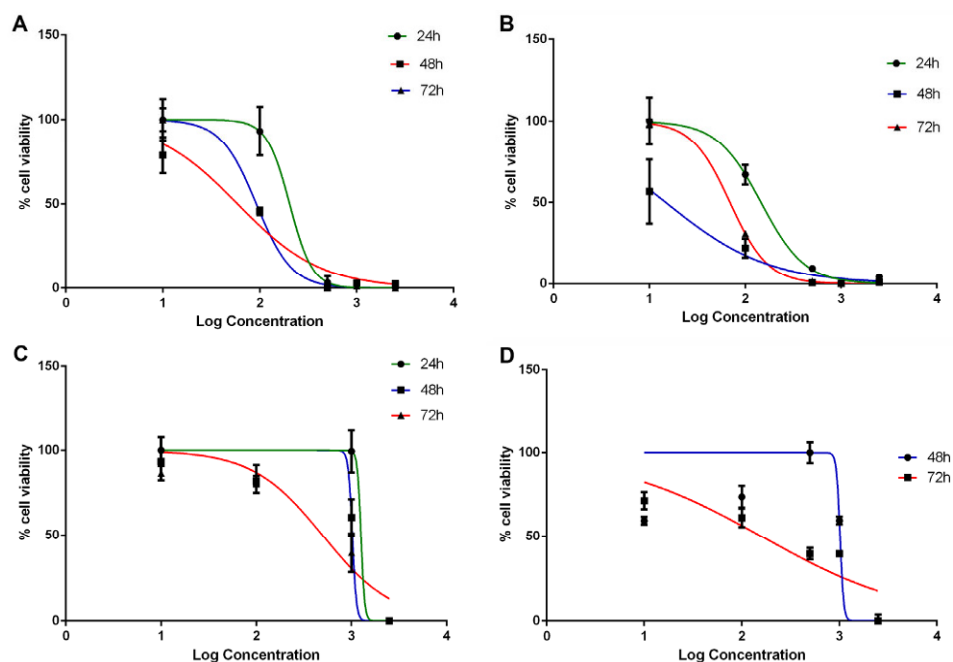 A
150
100
50
0
% cell viability
0
1
2
3
4
Log Concentration
24h
48h
72h
B
150
100
50
0
% cell viability
0
1
2
3
4
Log Concentration
24h
48h
72h
C
150
100
50
0
% cell viability
0
1
2
3
4
Log Concentration
24h
48h
72h
D
150
100
50
0
% cell viability
0
1
2
3
4
Log Concentration
48h
72h